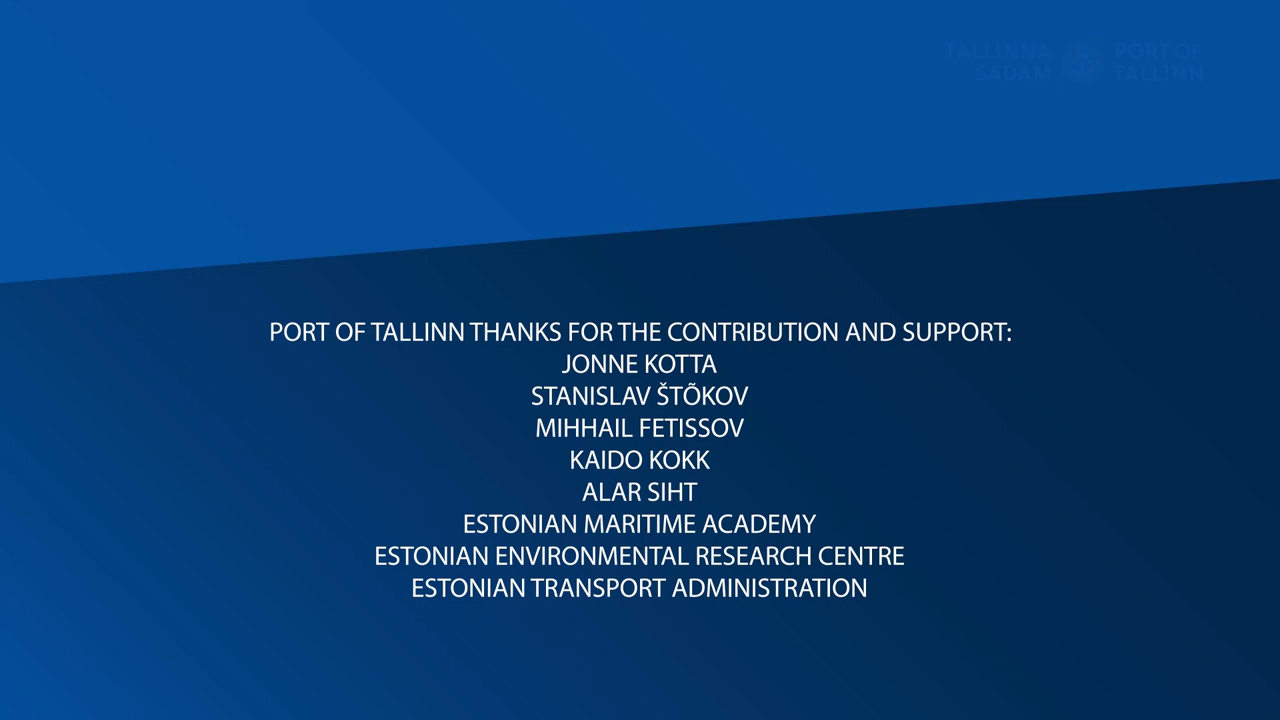 TALLINNA
SADAM
PORT OF
TALLINN
PORT OF TALLINN THANKS FOR THE CONTRIBUTION AND SUPPORT:
JONNE KOTTA
STANISLAV ŠTÕKOV
MIHHAIL FETISSOV
KAIDO KOKK
ALAR SIHT
ESTONIAN MARITIME ACADEMY
ESTONIAN ENVIRONMENTAL RESEARCH CENTRE
ESTONIAN TRANSPORT ADMINISTRATION